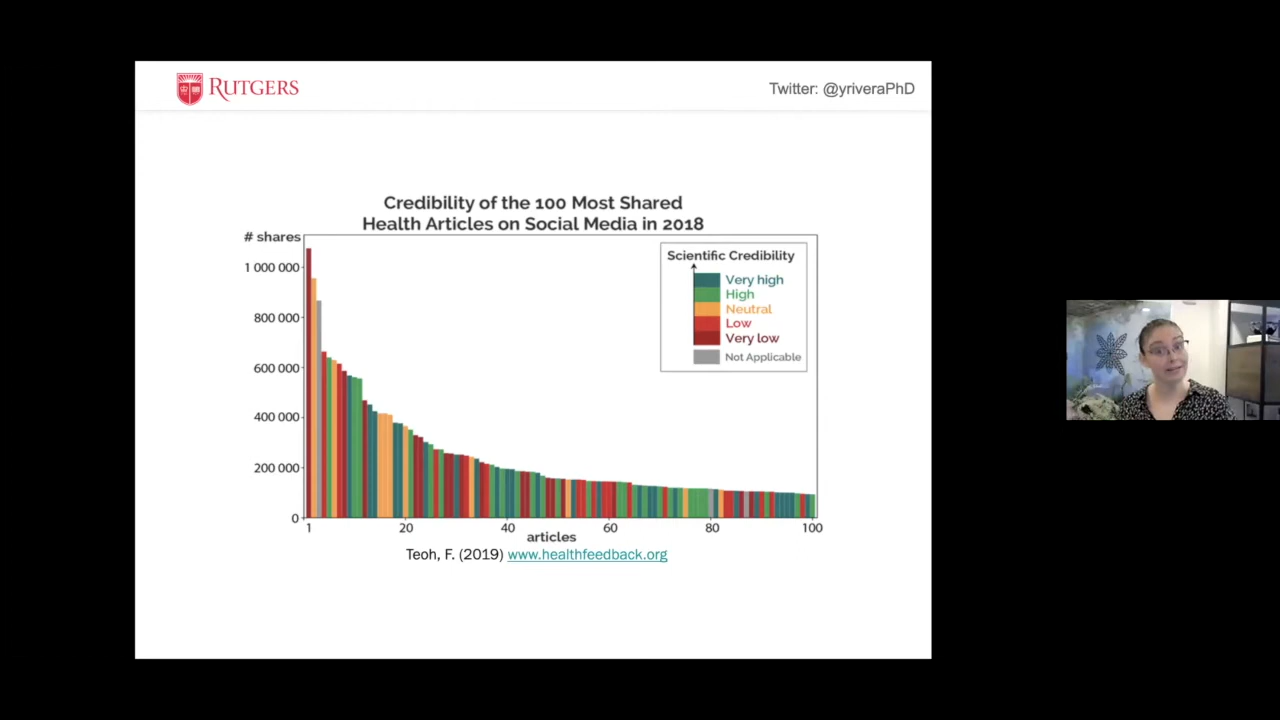 RUTGERS
Twitter: @yriveraPhD
Credibility of the 100 Most Shared
Health Articles on Social Media in 2018
# shares
1 000 000
800 000
600 000
400 000
200 000
0
Scientific Credibility
Very high
High
Neutral
Low
Very low
Not Applicable
1 20 40 60 80 100
articles
Teoh, F. (2019) www.healthfeedback.org